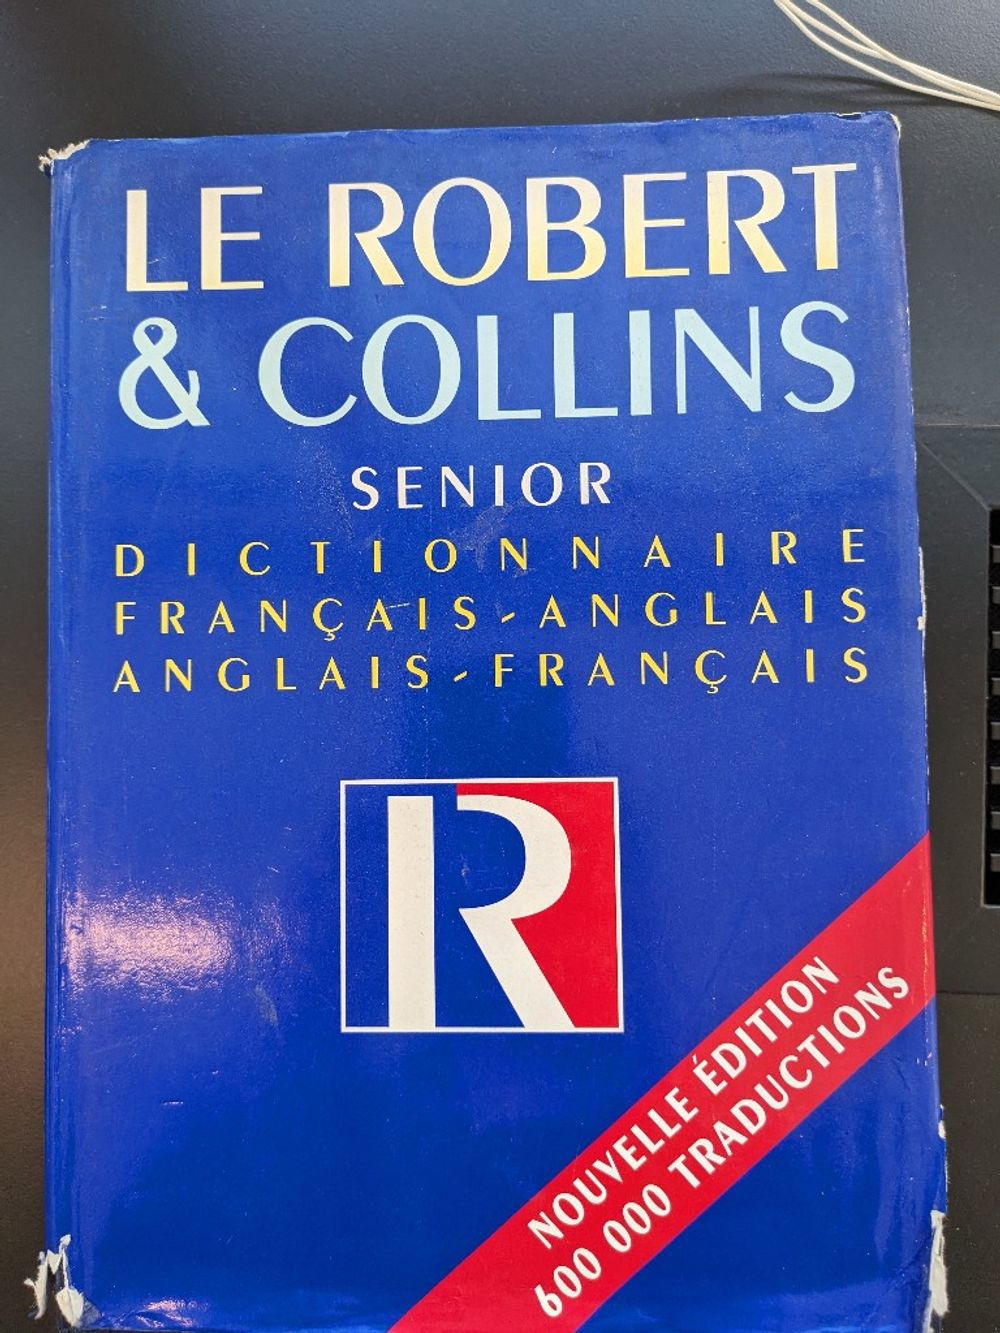 LE ROBERT
& COLLINS
SENIOR
DICTIONNAIRE
FRANÇAIS-ANGLAIS
ANGLAIS-FRANÇAIS
R
NOUVELLE ÉDITION
600 000 TRADUCTIONS